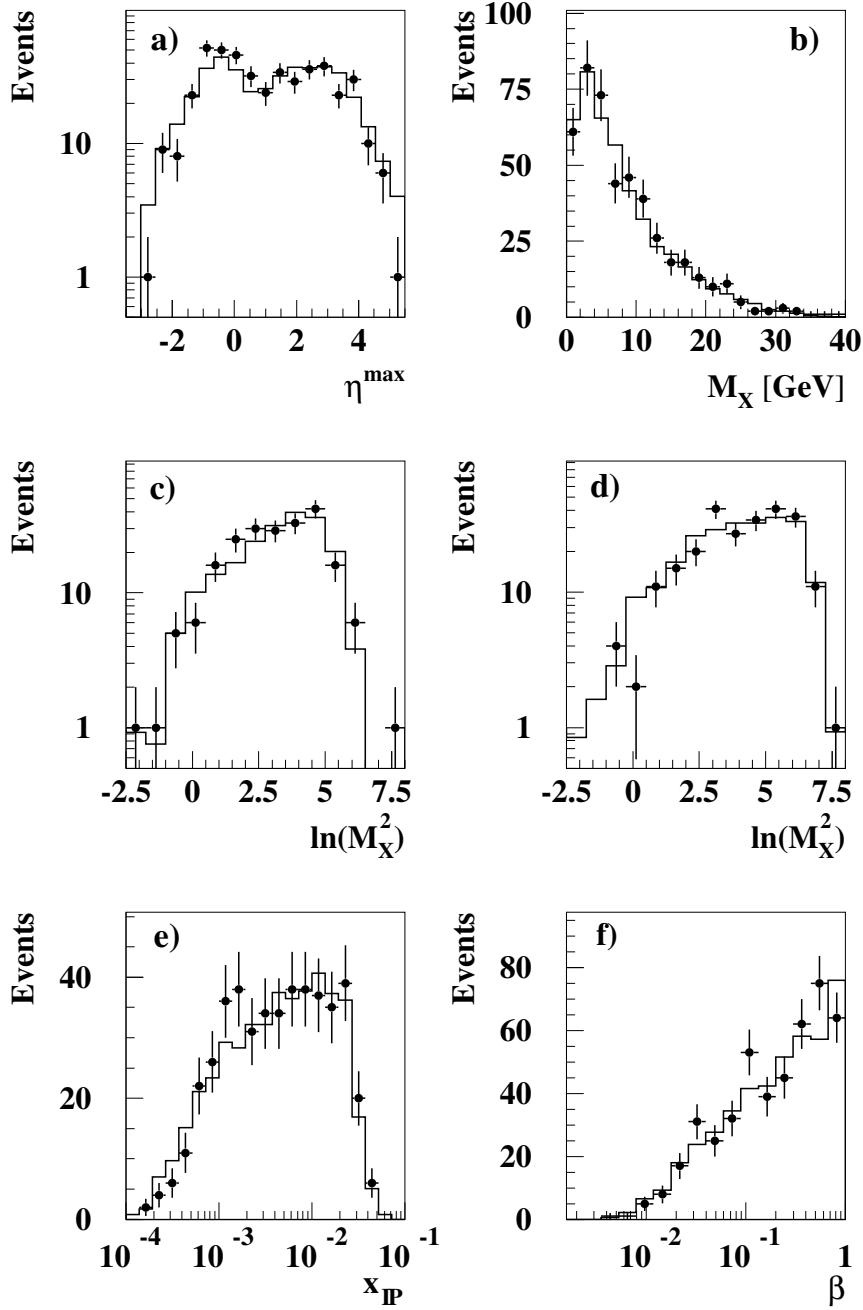 a)
Events
10
1
-2 0 2 4
η^max
b)
Events
100
75
50
25
0
0 10 20 30 40
M_X [GeV]
c)
Events
10
1
-2.5 0 2.5 5 7.5
ln(M_X^2)
d)
Events
10
1
-2.5 0 2.5 5 7.5
ln(M_X^2)
e)
Events
40
20
0
10^-4 10^-3 10^-2 10^-1
x_IP
f)
Events
80
60
40
20
0
10^-2 10^-1 1
β